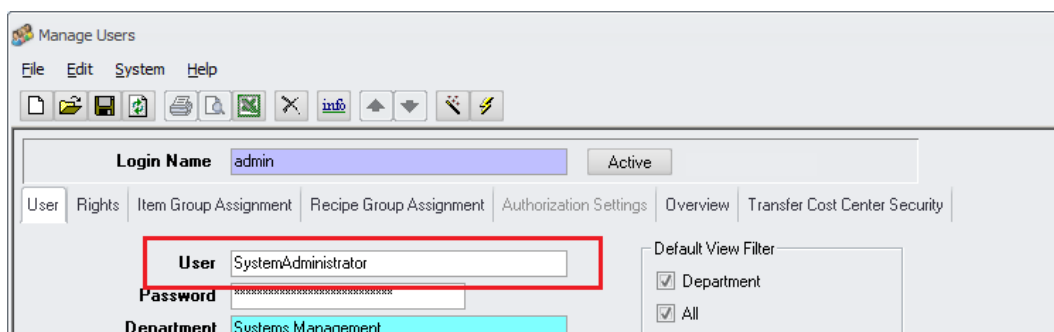 Manage Users
File Edit System Help
info
Login Name admin Active
User Rights Item Group Assignment Recipe Group Assignment Authorization Settings Overview Transfer Cost Center Security
User SystemAdministrator Default View Filter
Password **************************** Department
Department Systems Management All